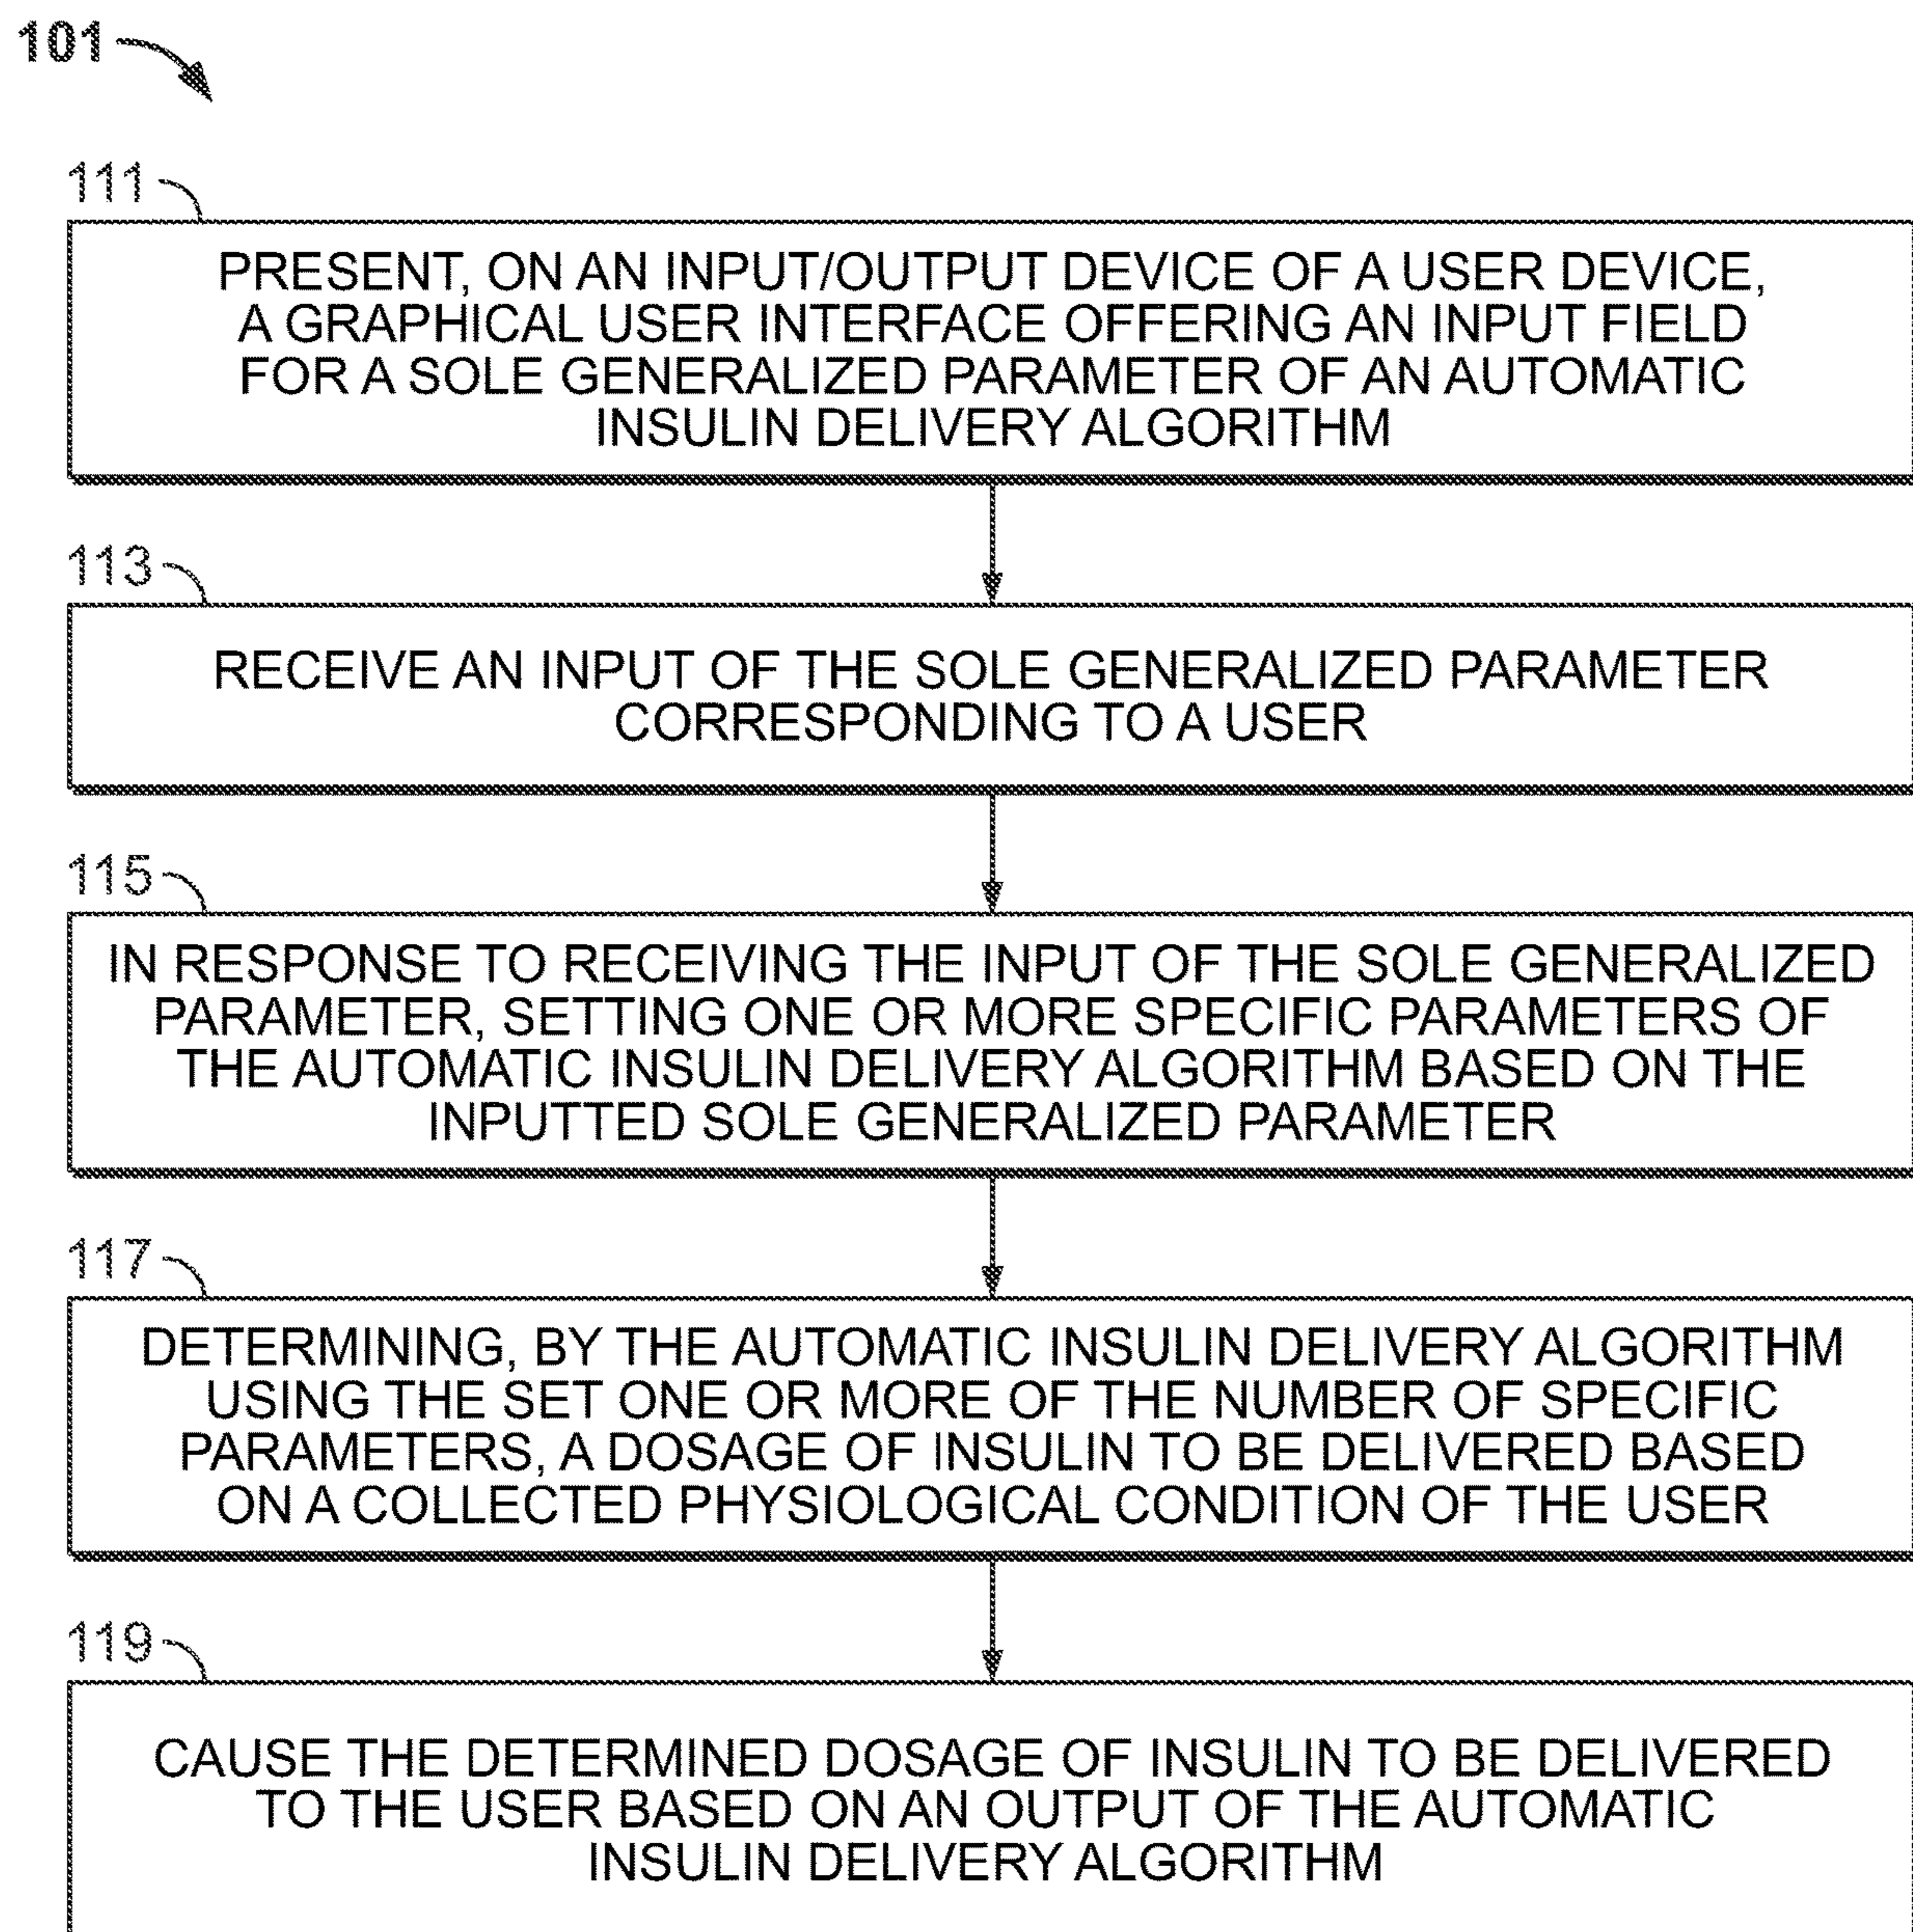 101
111
PRESENT, ON AN INPUT/OUTPUT DEVICE OF A USER DEVICE,
A GRAPHICAL USER INTERFACE OFFERING AN INPUT FIELD
FOR A SOLE GENERALIZED PARAMETER OF AN AUTOMATIC
INSULIN DELIVERY ALGORITHM
113
RECEIVE AN INPUT OF THE SOLE GENERALIZED PARAMETER
CORRESPONDING TO A USER
115
IN RESPONSE TO RECEIVING THE INPUT OF THE SOLE GENERALIZED
PARAMETER, SETTING ONE OR MORE SPECIFIC PARAMETERS OF
THE AUTOMATIC INSULIN DELIVERY ALGORITHM BASED ON THE
INPUTTED SOLE GENERALIZED PARAMETER
117
DETERMINING, BY THE AUTOMATIC INSULIN DELIVERY ALGORITHM
USING THE SET ONE OR MORE OF THE NUMBER OF SPECIFIC
PARAMETERS, A DOSAGE OF INSULIN TO BE DELIVERED BASED
ON A COLLECTED PHYSIOLOGICAL CONDITION OF THE USER
119
CAUSE THE DETERMINED DOSAGE OF INSULIN TO BE DELIVERED
TO THE USER BASED ON AN OUTPUT OF THE AUTOMATIC
INSULIN DELIVERY ALGORITHM